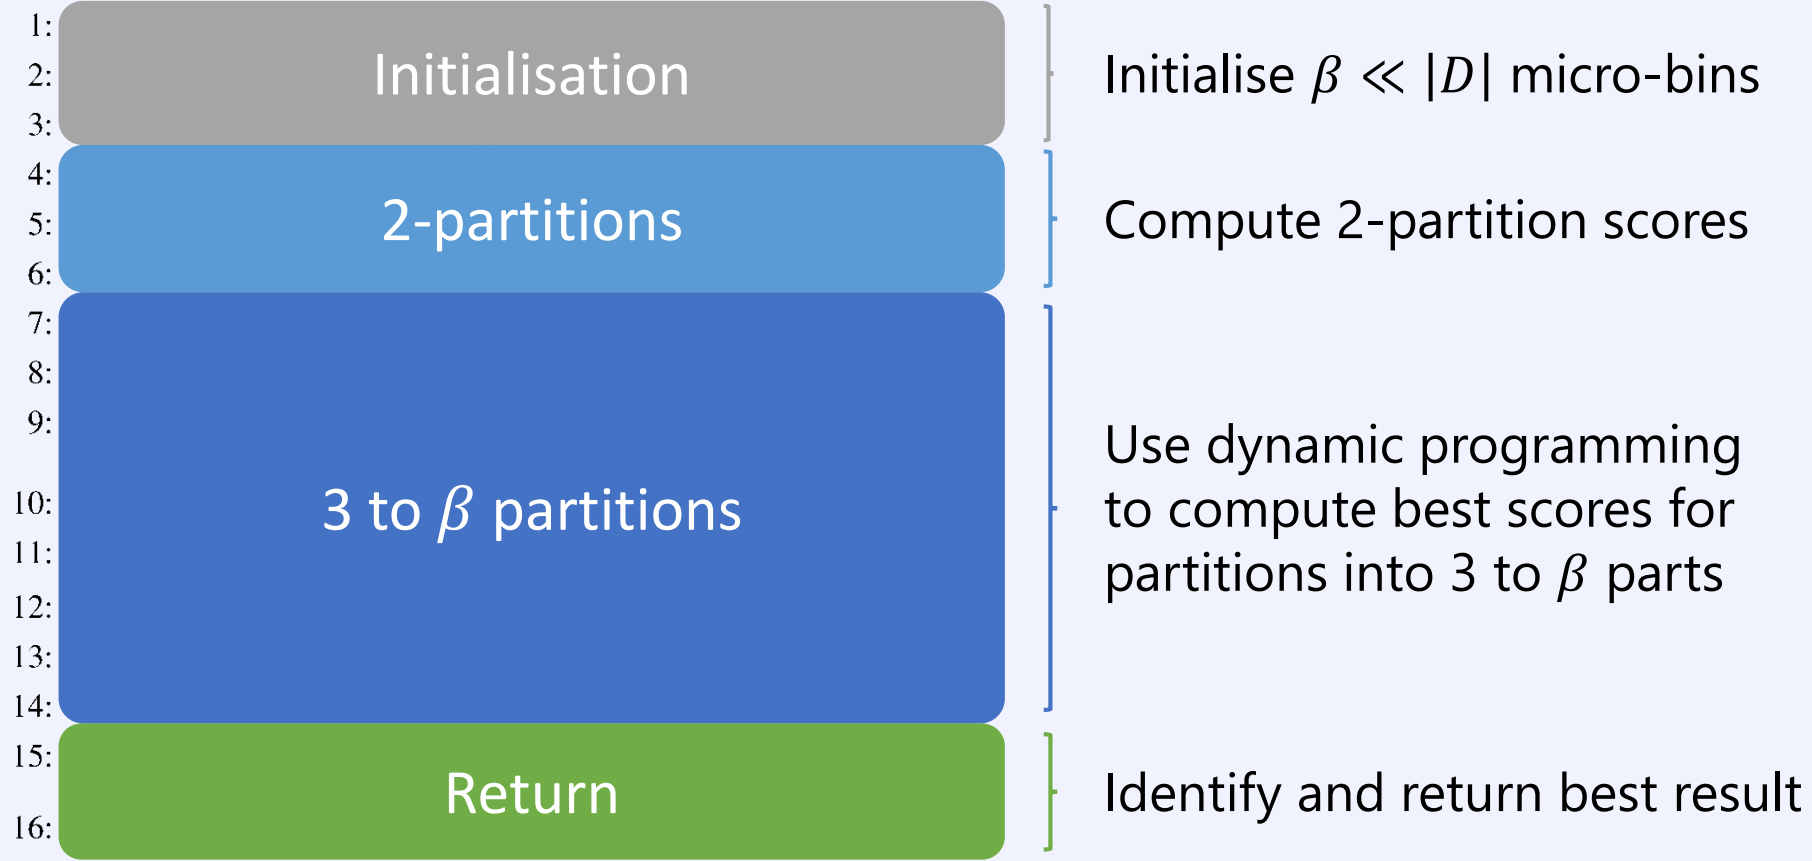 1:
2:
3:
Initialisation
Initialise β ≪ |D| micro-bins
4:
5:
6:
2-partitions
Compute 2-partition scores
7:
8:
9:
10:
11:
12:
13:
14:
3 to β partitions
Use dynamic programming
to compute best scores for
partitions into 3 to β parts
15:
16:
Return
Identify and return best result